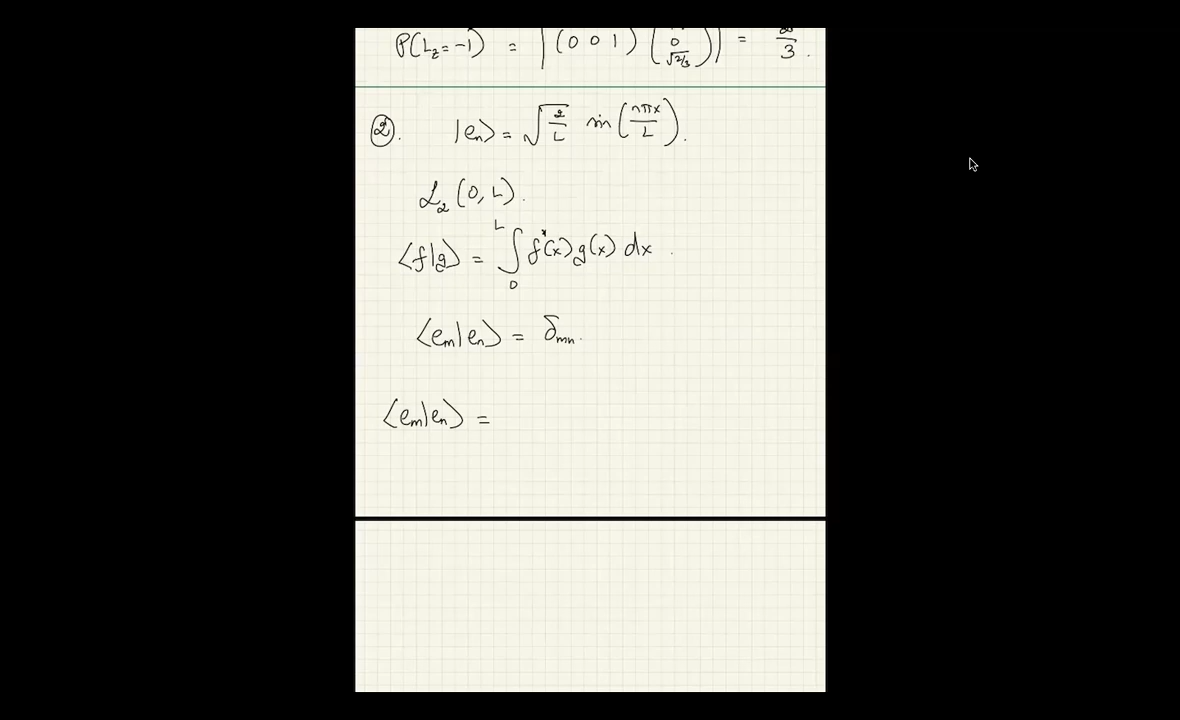 P(L_z = -1) = |(0 0 1) (0 √2/3)| = 2/3 .
②. |e_n⟩ = √(2/L) sin(nπx/L).
ℒ_2 (0, L).
⟨f|g⟩ = ∫_0^L f*(x) g(x) dx .
⟨e_m|e_n⟩ = δ_mn.
⟨e_m|e_n⟩ =